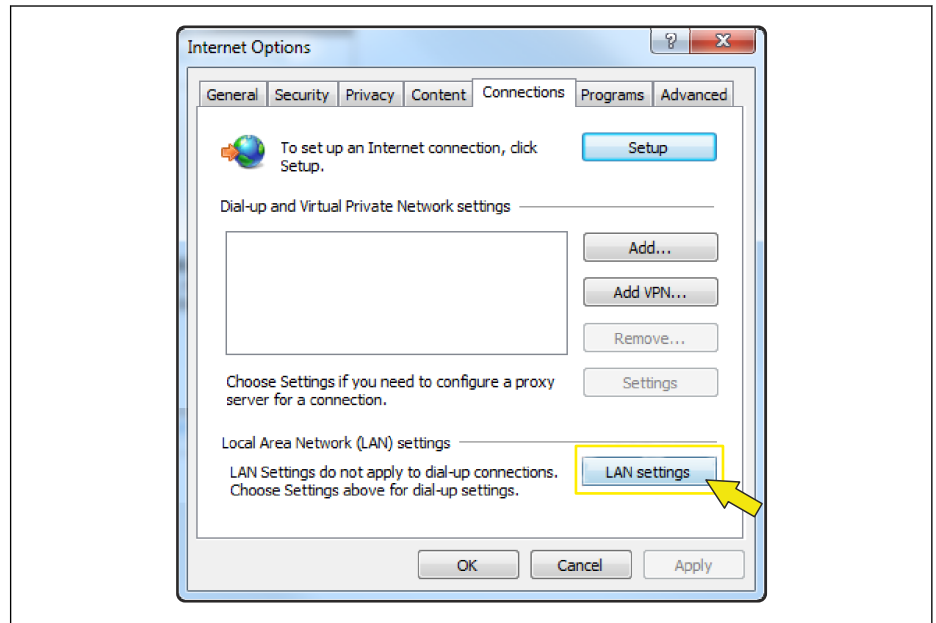 Internet Options
General Security Privacy Content Connections Programs Advanced
To set up an Internet connection, click
Setup.
Setup
Dial-up and Virtual Private Network settings
Add...
Add VPN...
Remove...
Choose Settings if you need to configure a proxy
server for a connection.
Settings
Local Area Network (LAN) settings
LAN Settings do not apply to dial-up connections.
Choose Settings above for dial-up settings.
LAN settings
OK Cancel Apply